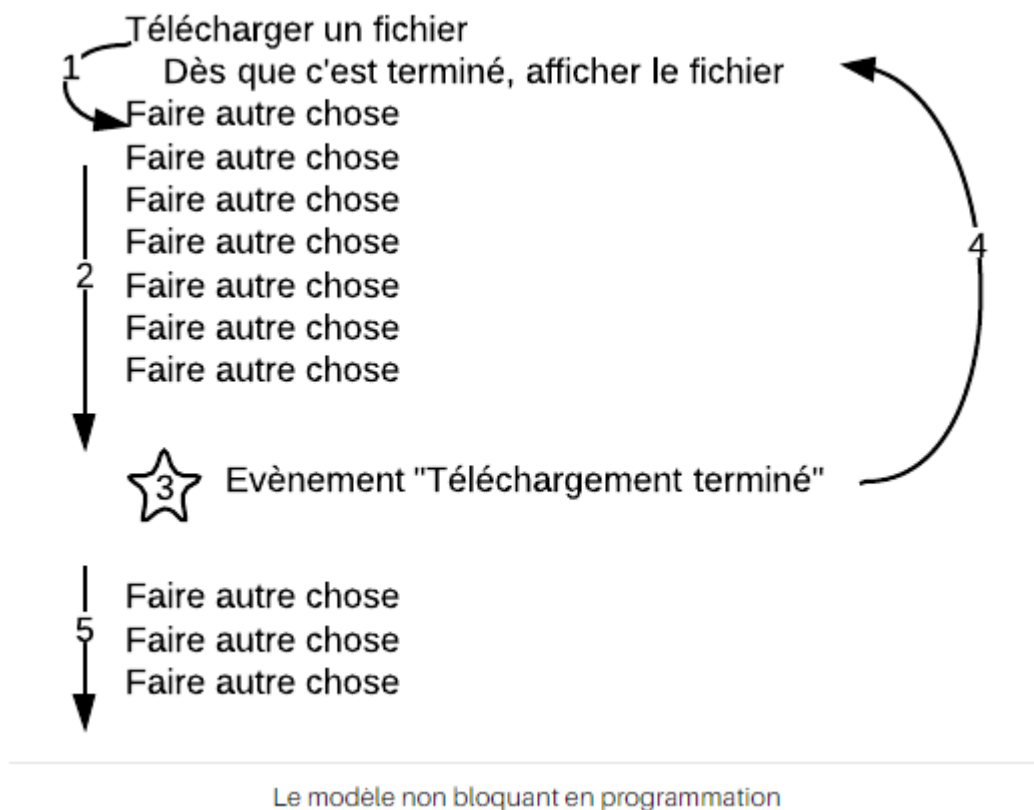 Télécharger un fichier
1
Dès que c'est terminé, afficher le fichier
Faire autre chose
Faire autre chose
Faire autre chose
Faire autre chose
4
2
Faire autre chose
Faire autre chose
Faire autre chose
3
Evènement "Téléchargement terminé"
Faire autre chose
5
Faire autre chose
Faire autre chose
Le modèle non bloquant en programmation